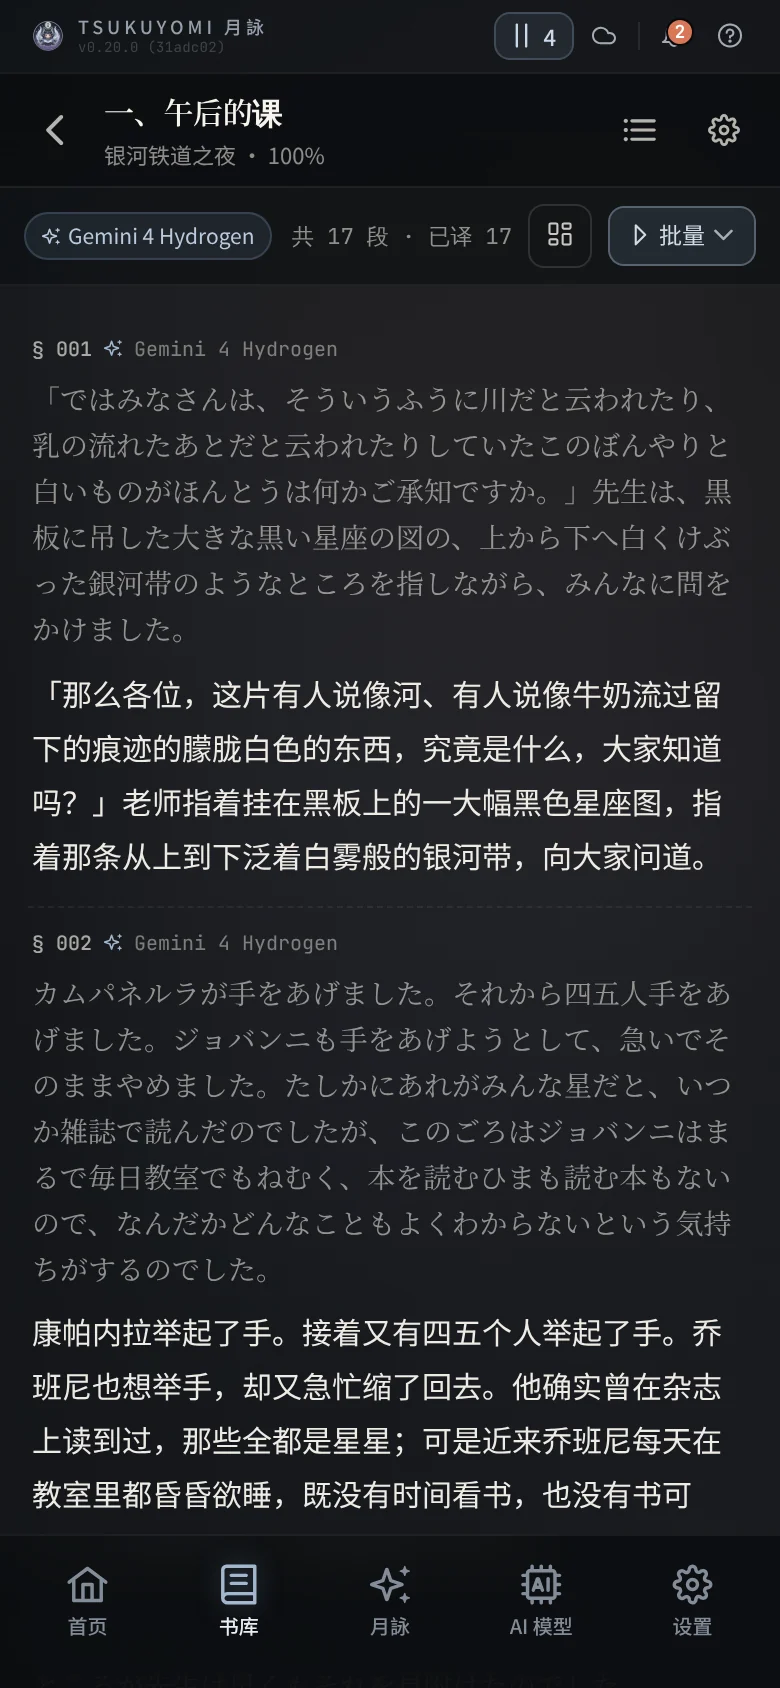 TSUKUYOMI 月詠
v0.20.0 (31adc02)
4
2
一、午后的课
银河铁道之夜 • 100%
Gemini 4 Hydrogen
共 17 段 · 已译 17
批量
§ 001 Gemini 4 Hydrogen
「ではみなさんは、そういうふうに川だと云われたり、
乳の流れたあとだと云われたりしていたこのぼんやりと
白いものがほんとうは何かご承知ですか。」先生は、黒
板に吊した大きな黒い星座の図の、上から下へ白くけぶ
った銀河帯のようなところを指しながら、みんなに問を
かけました。
「那么各位，这片有人说像河、有人说像牛奶流过留
下的痕迹的朦胧白色的东西，究竟是什么，大家知道
吗？」老师指着挂在黑板上的一大幅黑色星座图，指
着那条从上到下泛着白雾般的银河带，向大家问道。
§ 002 Gemini 4 Hydrogen
カムパネルラが手をあげました。それから四五人手をあ
げました。ジョバンニも手をあげようとして、急いでそ
のままやめました。たしかにあれがみんな星だと、いつ
か雑誌で読んだのでしたが、このごろはジョバンニはま
るで毎日教室でもねむく、本を読むひまも読む本もない
ので、なんだかどんなこともよくわからないという気持
ちがするのでした。
康帕内拉举起了手。接着又有四五个人举起了手。乔
班尼也想举手，却又急忙缩了回去。他确实曾在杂志
上读到过，那些全都是星星；可是近来乔班尼每天在
教室里都昏昏欲睡，既没有时间看书，也没有书可
首页
书库
月詠
AI 模型
设置